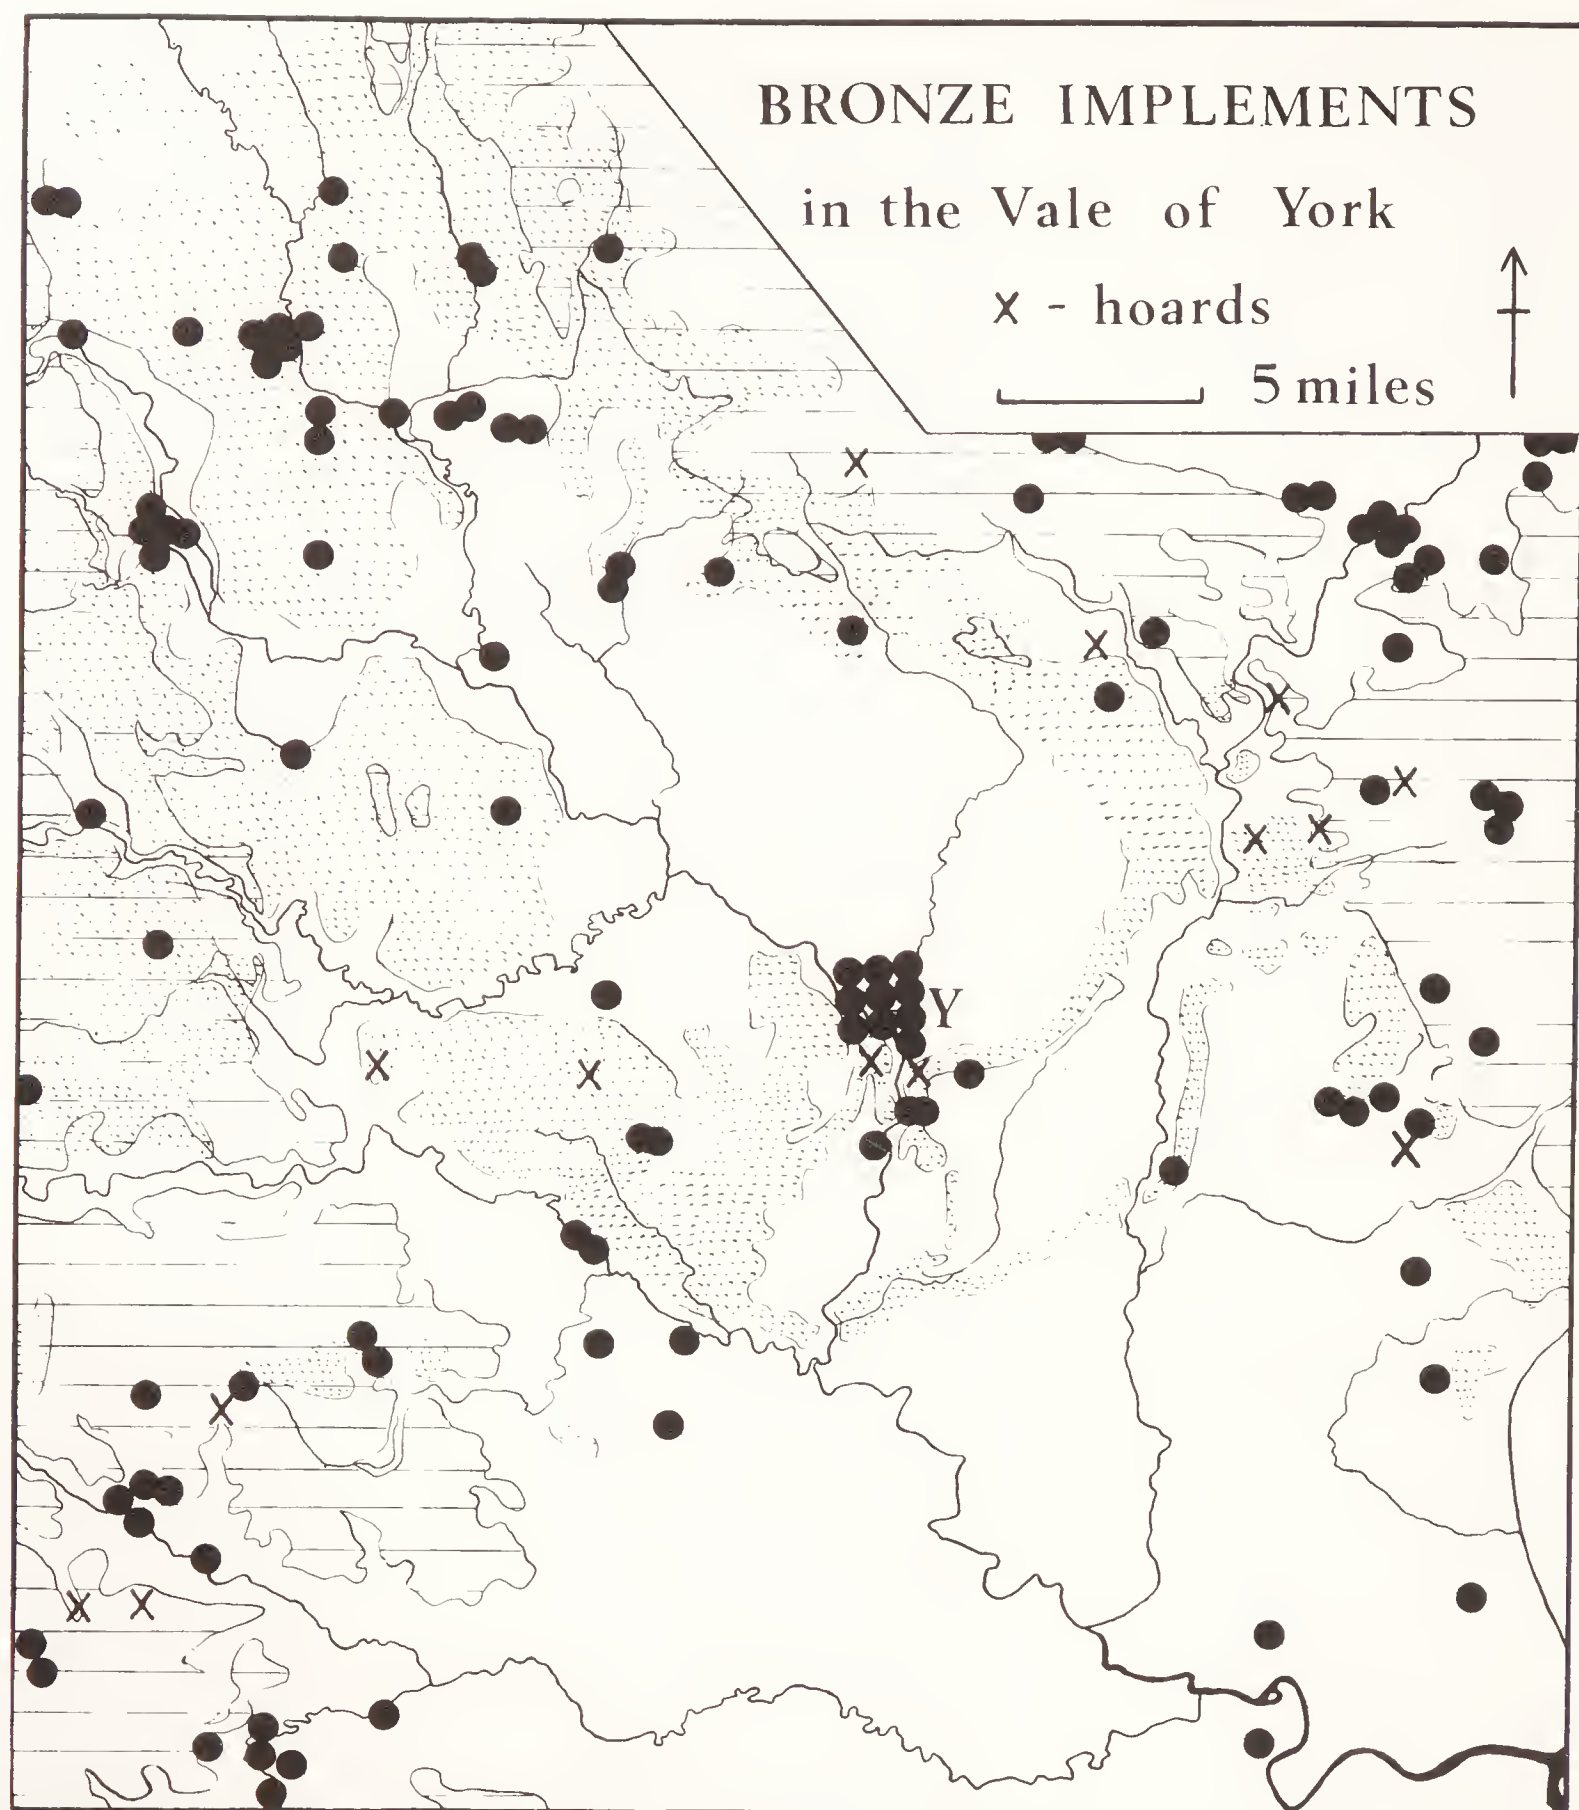 BRONZE IMPLEMENTS
in the Vale of York
X - hoards
5 miles
Y